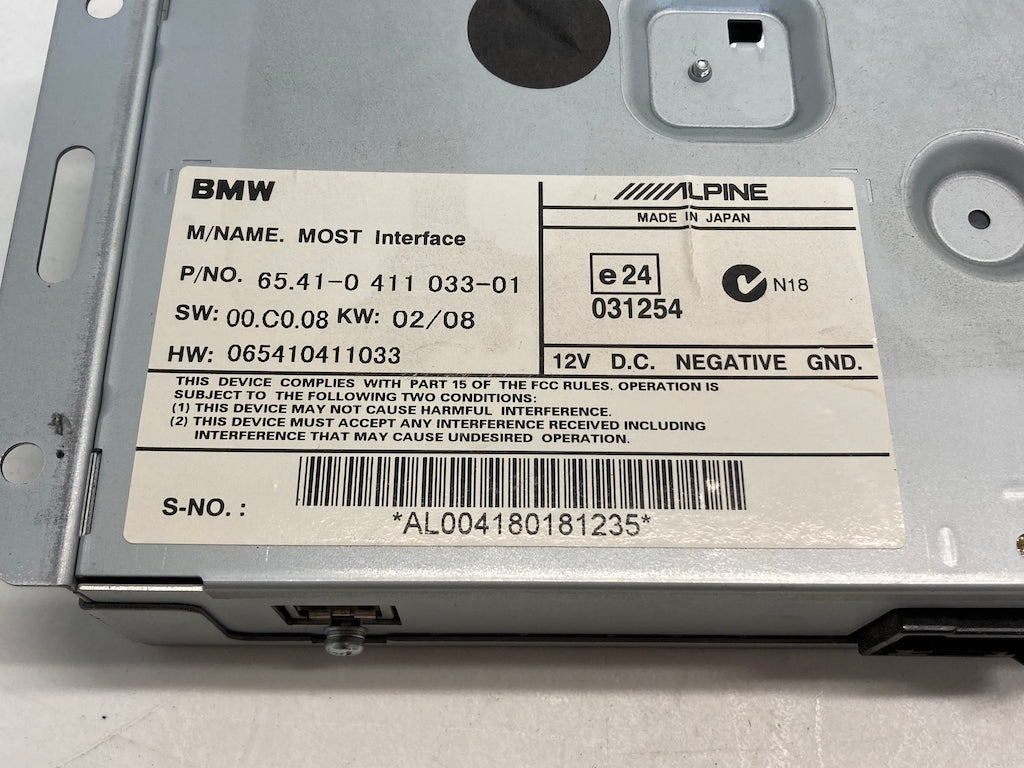 BMW
M/NAME. MOST Interface
P/NO. 65.41-0 411 033-01
SW: 00.C0.08 KW: 02/08
HW: 065410411033
ALPINE
MADE IN JAPAN
e24
031254
N18
12V D.C. NEGATIVE GND.
THIS DEVICE COMPLIES WITH PART 15 OF THE FCC RULES. OPERATION IS
SUBJECT TO THE FOLLOWING TWO CONDITIONS:
(1) THIS DEVICE MAY NOT CAUSE HARMFUL INTERFERENCE.
(2) THIS DEVICE MUST ACCEPT ANY INTERFERENCE RECEIVED INCLUDING
INTERFERENCE THAT MAY CAUSE UNDESIRED OPERATION.
S-NO. :
*AL004180181235*